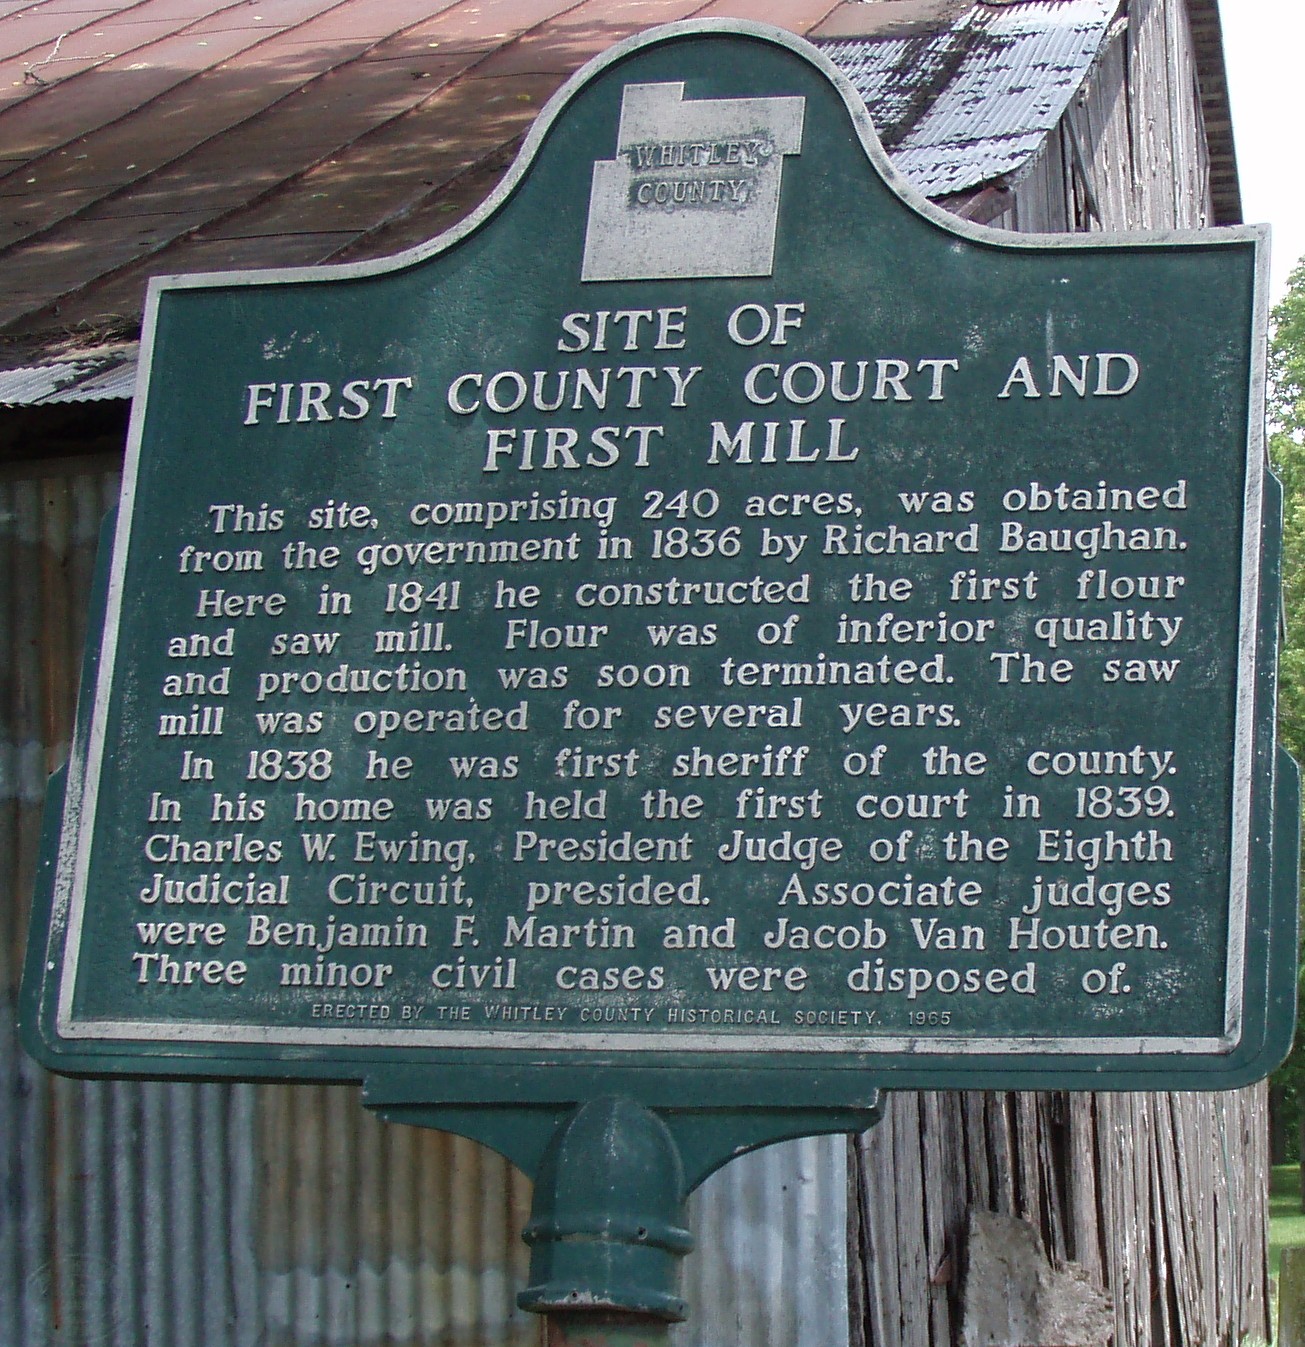 WHITLEY
COUNTY
SITE OF
FIRST COUNTY COURT AND
FIRST MILL
This site, comprising 240 acres, was obtained
from the government in 1836 by Richard Baughan.
Here in 1841 he constructed the first flour
and saw mill. Flour was of inferior quality
and production was soon terminated. The saw
mill was operated for several years.
In 1838 he was first sheriff of the county.
In his home was held the first court in 1839.
Charles W. Ewing, President Judge of the Eighth
Judicial Circuit, presided. Associate judges
were Benjamin F. Martin and Jacob Van Houten.
Three minor civil cases were disposed of.
ERECTED BY THE WHITLEY COUNTY HISTORICAL SOCIETY, 1965